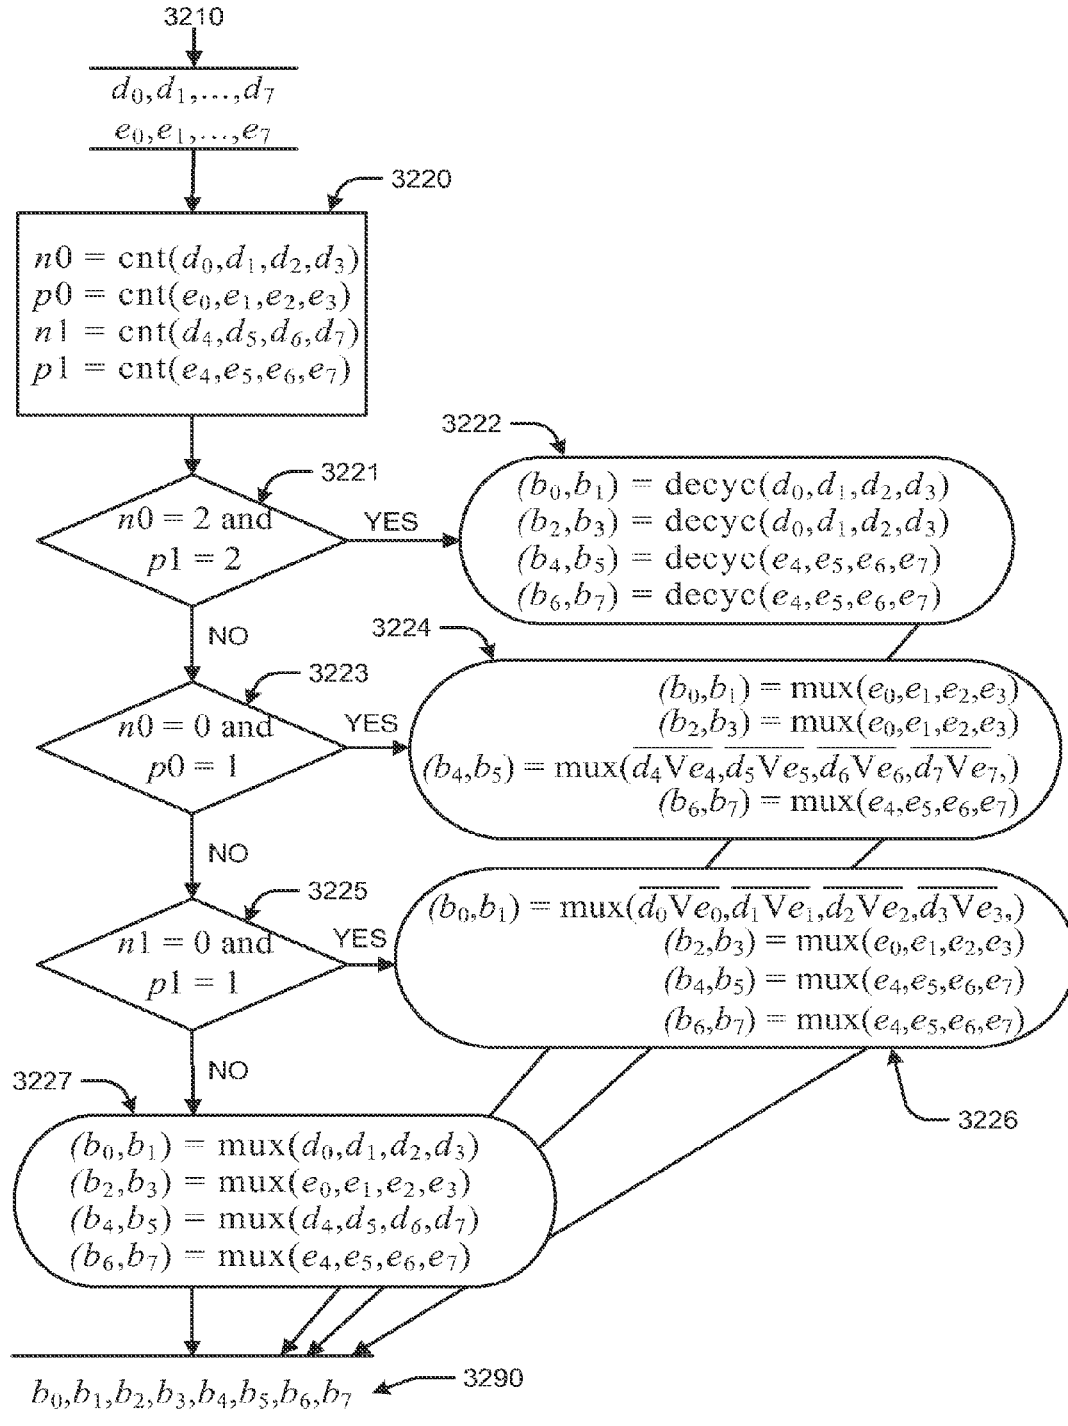 3210
d0,d1,...,d7
e0,e1,...,e7
3220
n0 = cnt(d0,d1,d2,d3)
p0 = cnt(e0,e1,e2,e3)
n1 = cnt(d4,d5,d6,d7)
p1 = cnt(e4,e5,e6,e7)
3221
n0 = 2 and
p1 = 2
YES
3222
(b0,b1) = decyc(d0,d1,d2,d3)
(b2,b3) = decyc(d0,d1,d2,d3)
(b4,b5) = decyc(e4,e5,e6,e7)
(b6,b7) = decyc(e4,e5,e6,e7)
NO
3223
n0 = 0 and
p0 = 1
YES
3224
(b0,b1) = mux(e0,e1,e2,e3)
(b2,b3) = mux(e0,e1,e2,e3)
(b4,b5) = mux(d4Ve4,d5Ve5,d6Ve6,d7Ve7,)
(b6,b7) = mux(e4,e5,e6,e7)
NO
3225
n1 = 0 and
p1 = 1
YES
(b0,b1) = mux(d0Ve0,d1Ve1,d2Ve2,d3Ve3,)
(b2,b3) = mux(e0,e1,e2,e3)
(b4,b5) = mux(e4,e5,e6,e7)
(b6,b7) = mux(e4,e5,e6,e7)
3226
NO
3227
(b0,b1) = mux(d0,d1,d2,d3)
(b2,b3) = mux(e0,e1,e2,e3)
(b4,b5) = mux(d4,d5,d6,d7)
(b6,b7) = mux(e4,e5,e6,e7)
b0,b1,b2,b3,b4,b5,b6,b7
3290